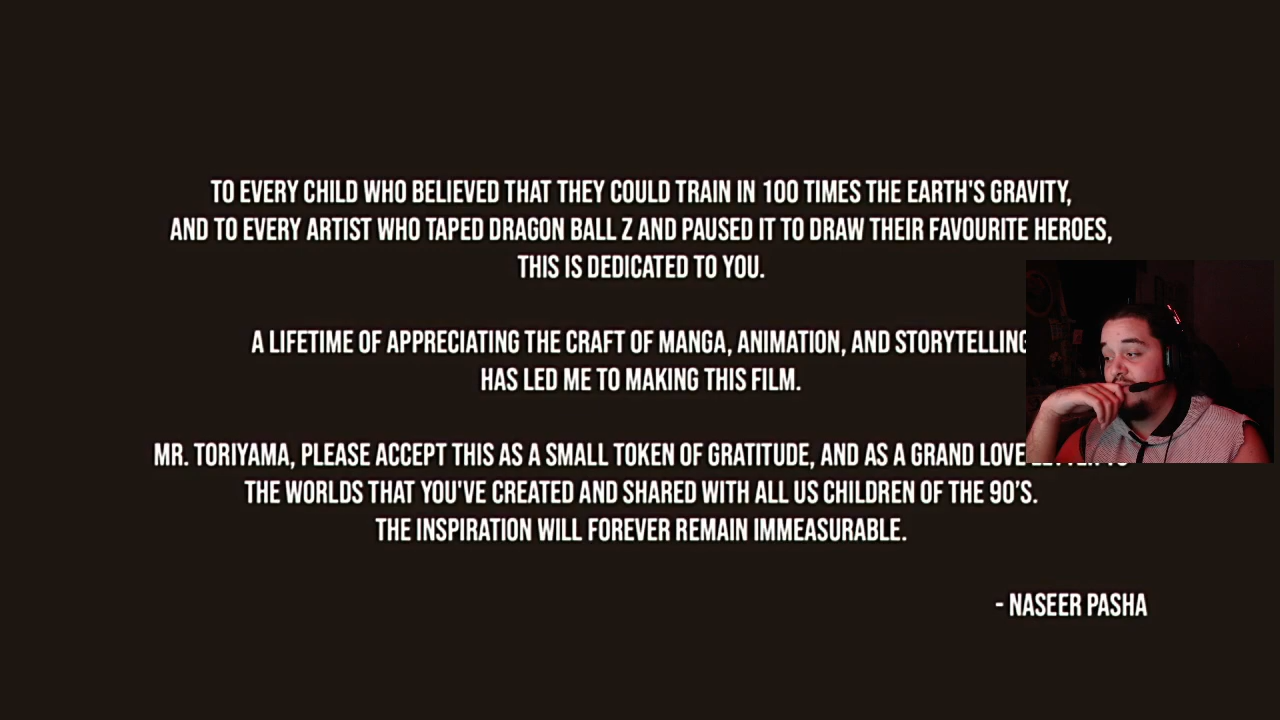 TO EVERY CHILD WHO BELIEVED THAT THEY COULD TRAIN IN 100 TIMES THE EARTH'S GRAVITY,
AND TO EVERY ARTIST WHO TAPED DRAGON BALL Z AND PAUSED IT TO DRAW THEIR FAVOURITE HEROES,
THIS IS DEDICATED TO YOU.
A LIFETIME OF APPRECIATING THE CRAFT OF MANGA, ANIMATION, AND STORYTELLING
HAS LED ME TO MAKING THIS FILM.
MR. TORIYAMA, PLEASE ACCEPT THIS AS A SMALL TOKEN OF GRATITUDE, AND AS A GRAND LOVE
THE WORLDS THAT YOU'VE CREATED AND SHARED WITH ALL US CHILDREN OF THE 90'S.
THE INSPIRATION WILL FOREVER REMAIN IMMEASURABLE.
- NASEER PASHA